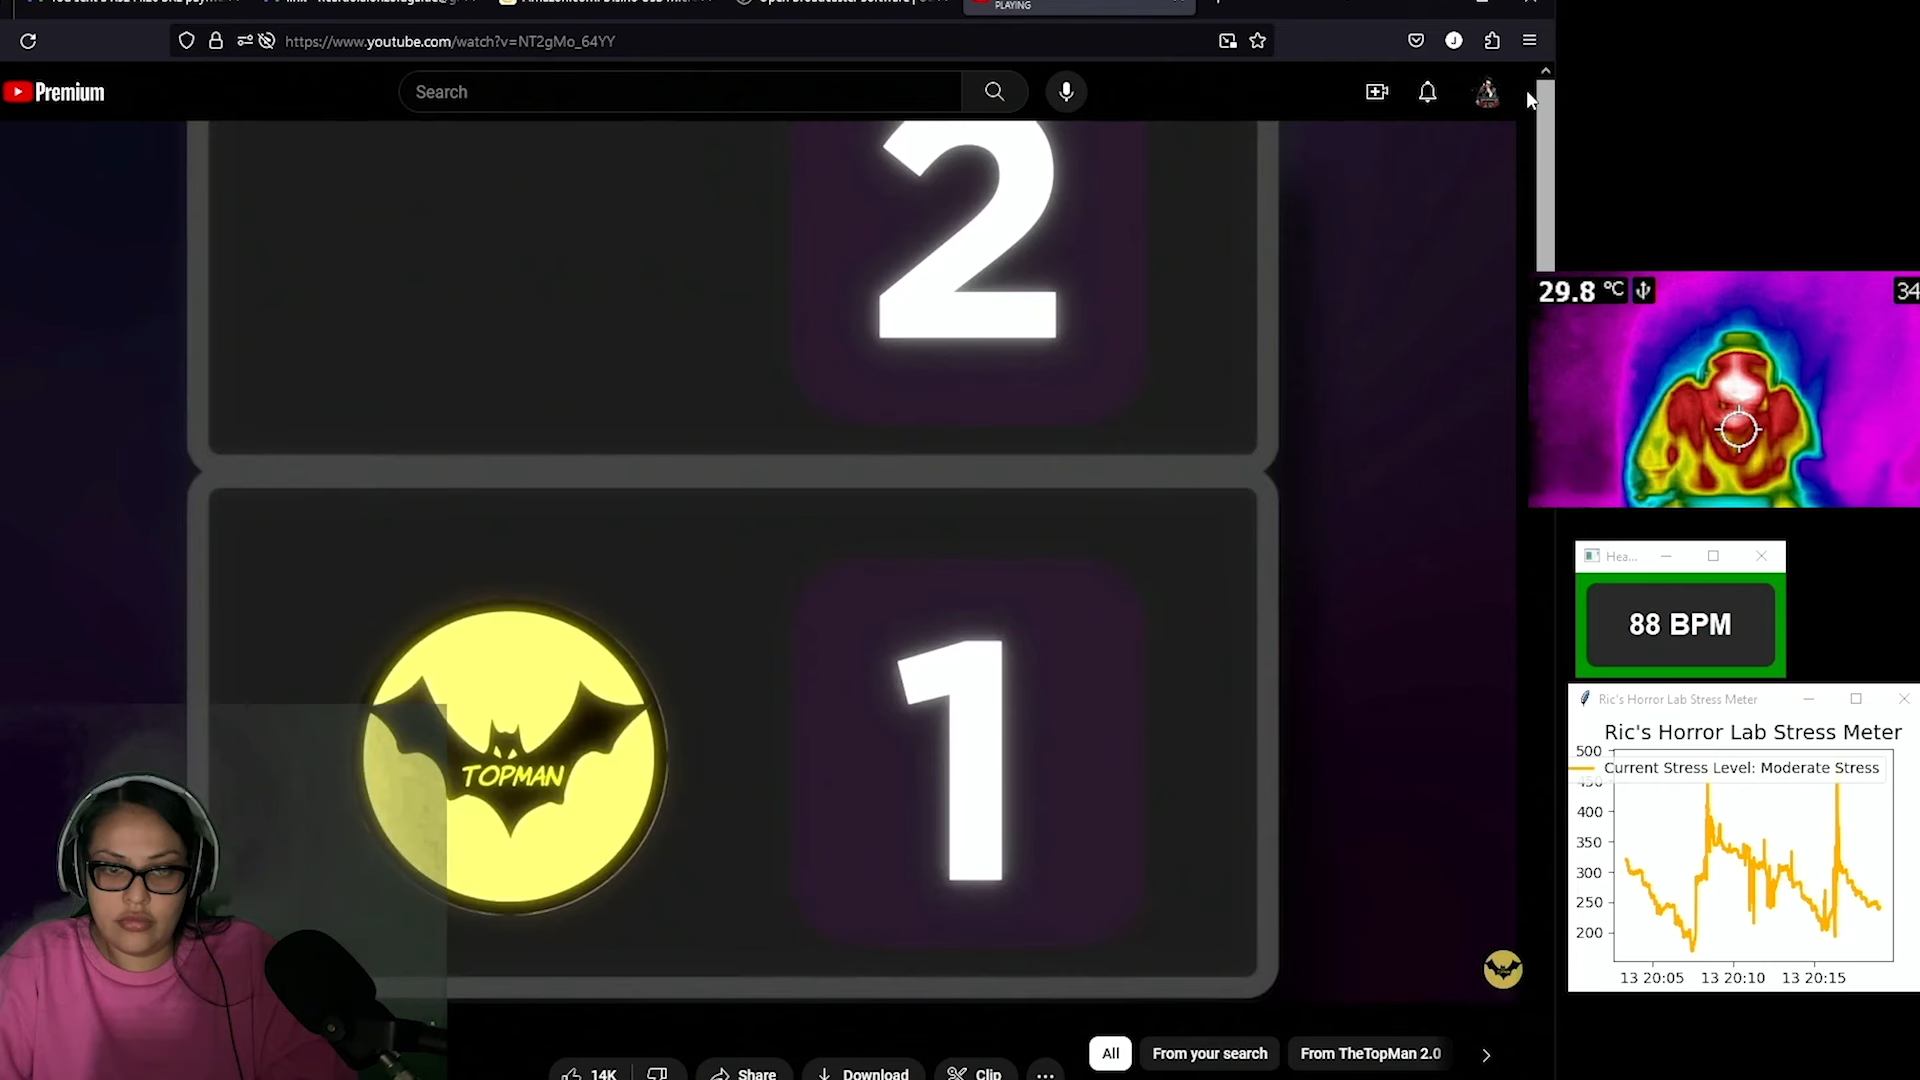 PLAYING
https://www.youtube.com/watch?v=NT2gMo_64YY
Premium
Search
2
1
TOPMAN
29.8 °C
34
Hea...
88 BPM
Ric's Horror Lab Stress Meter
Ric's Horror Lab Stress Meter
Current Stress Level: Moderate Stress
500
450
400
350
300
250
200
13 20:05 13 20:10 13 20:15
All
From your search
From TheTopMan 2.0
14K
Share
Download
Clip
...